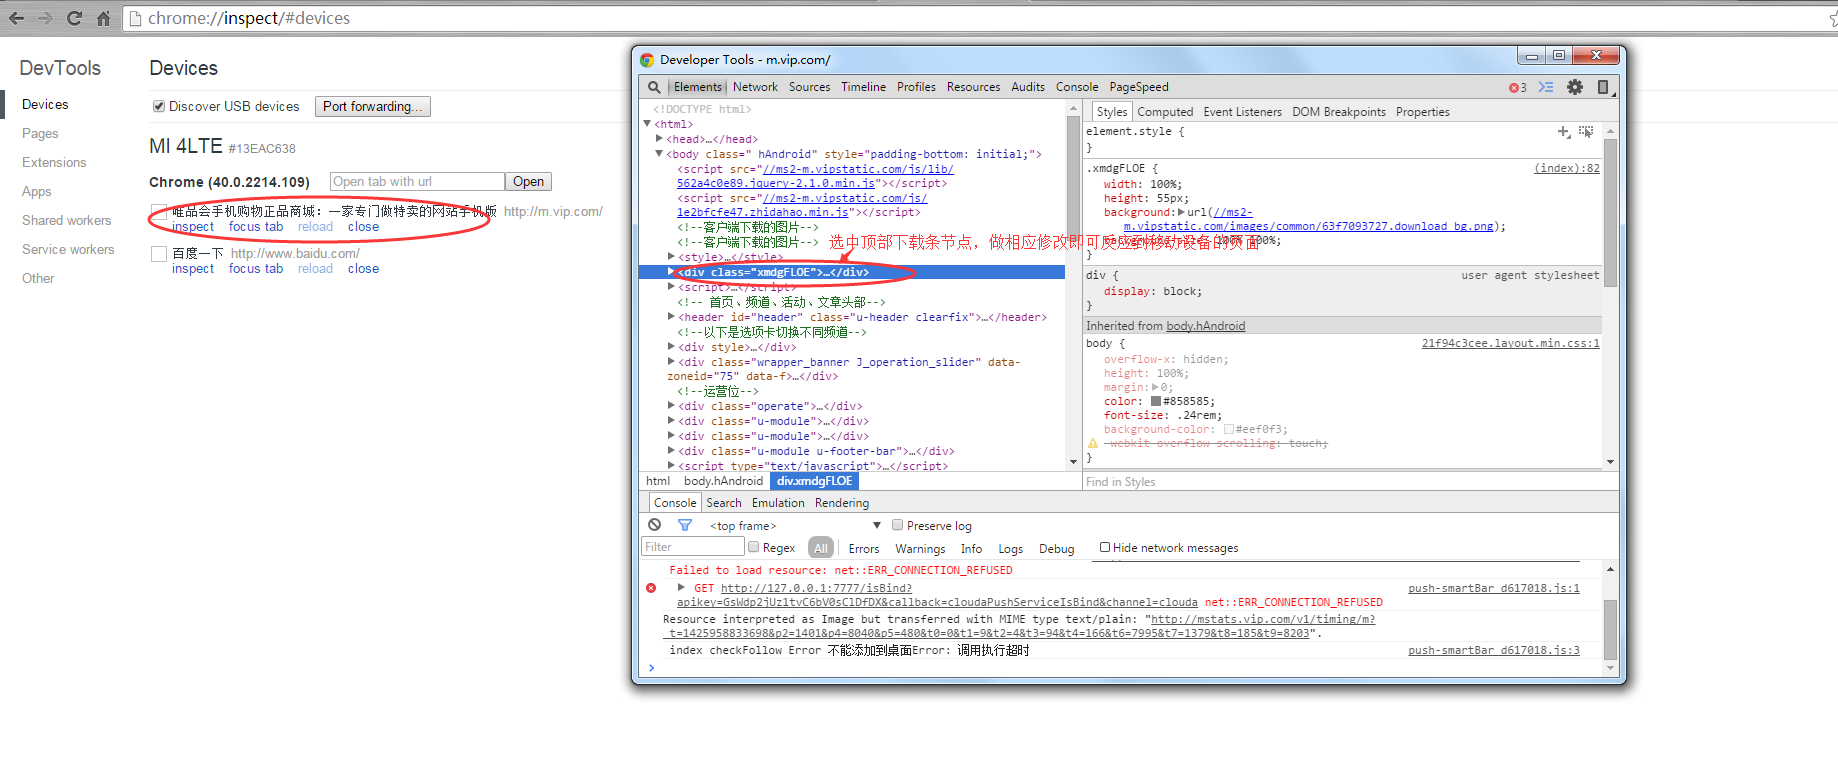 chrome://inspect/#devices
DevTools
Devices
Pages
Extensions
Apps
Shared workers
Service workers
Other
Devices
Discover USB devices
Port forwarding...
MI 4LTE #13EAC638
Chrome (40.0.2214.109)
Open tab with url
Open
唯品会手机购物正品商城：一家专门做特卖的网站手机版 http://m.vip.com/
inspect focus tab reload close
百度一下 http://www.baidu.com/
inspect focus tab reload close
Developer Tools - m.vip.com/
Elements Network Sources Timeline Profiles Resources Audits Console PageSpeed
3
<!DOCTYPE html>
<html>
<head>…</head>
<body class=" hAndroid" style="padding-bottom: initial;">
<script src="//ms2-m.vipstatic.com/js/lib/
562a4c0e89.jquery-2.1.0.min.js"></script>
<script src="//ms2-m.vipstatic.com/js/
1e2bfcfe47.zhidahao.min.js"></script>
<!--客户端下载的图片-->
<!--客户端下载的图片-->
<style>…</style>
<div class="xmdgFLOE">…</div>
<script>…</script>
<!-- 首页、频道、活动、文章头部-->
<header id="header" class="u-header clearfix">…</header>
<!--以下是选项卡切换不同频道-->
<div style>…</div>
<div class="wrapper_banner J_operation_slider" data-
zoneid="75" data-f>…</div>
<!--运营位-->
<div class="operate">…</div>
<div class="u-module">…</div>
<div class="u-module">…</div>
<div class="u-module u-footer-bar">…</div>
<script type="text/javascript">…</script>
html body.hAndroid div.xmdgFLOE
选中顶部下载条节点，做相应修改即可反应到移动设备的页面
Styles Computed Event Listeners DOM Breakpoints Properties
element.style {
}
.xmdgFLOE { (index):82
width: 100%;
height: 55px;
background: url(//ms2-
m.vipstatic.com/images/common/63f7093727.download_bg.png);
100%;
}
div { user agent stylesheet
display: block;
}
Inherited from body.hAndroid
body { 21f94c3cee.layout.min.css:1
overflow-x: hidden;
height: 100%;
margin: 0;
color: #858585;
font-size: .24rem;
background-color: #eef0f3;
-webkit-overflow-scrolling: touch;
}
Find in Styles
Console Search Emulation Rendering
<top frame>
Preserve log
Filter
Regex All Errors Warnings Info Logs Debug Hide network messages
Failed to load resource: net::ERR_CONNECTION_REFUSED
GET http://127.0.0.1:7777/isBind? push-smartBar_d617018.js:1
apikey=GsWdp2jUz1tvC6bV0sClDfDX&callback=cloudaPushServiceIsBind&channel=clouda net::ERR_CONNECTION_REFUSED
Resource interpreted as Image but transferred with MIME type text/plain: "http://mstats.vip.com/v1/timing/m?
t=1425958833698&p2=1401&p4=8040&p5=480&t0=0&t1=9&t2=4&t3=94&t4=166&t6=7995&t7=1379&t8=185&t9=8203".
index checkFollow Error 不能添加到桌面Error: 调用执行超时 push-smartBar_d617018.js:3